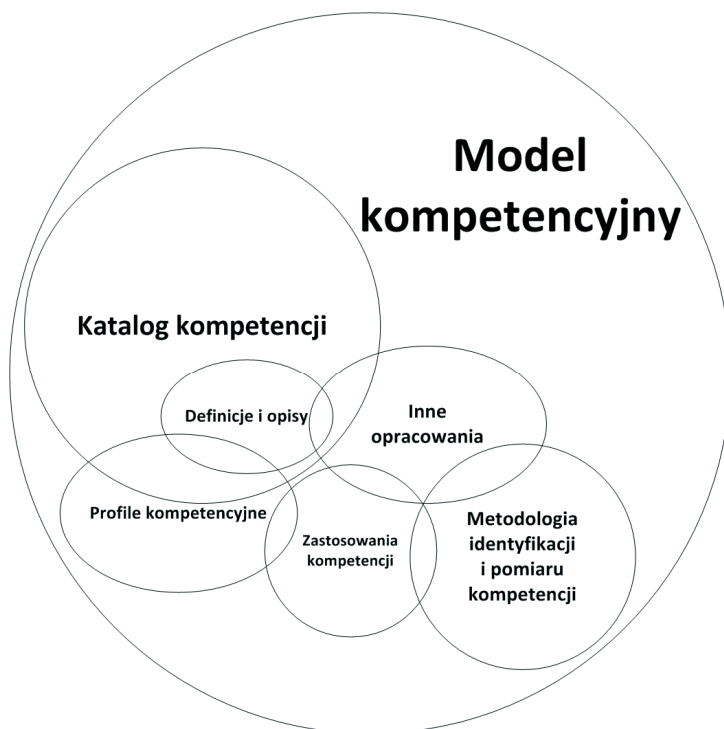 Model
kompetencyjny
Katalog kompetencji
Definicje i opisy
Inne
opracowania
Profile kompetencyjne
Zastosowania
kompetencji
Metodologia
identyfikacji
i pomiaru
kompetencji